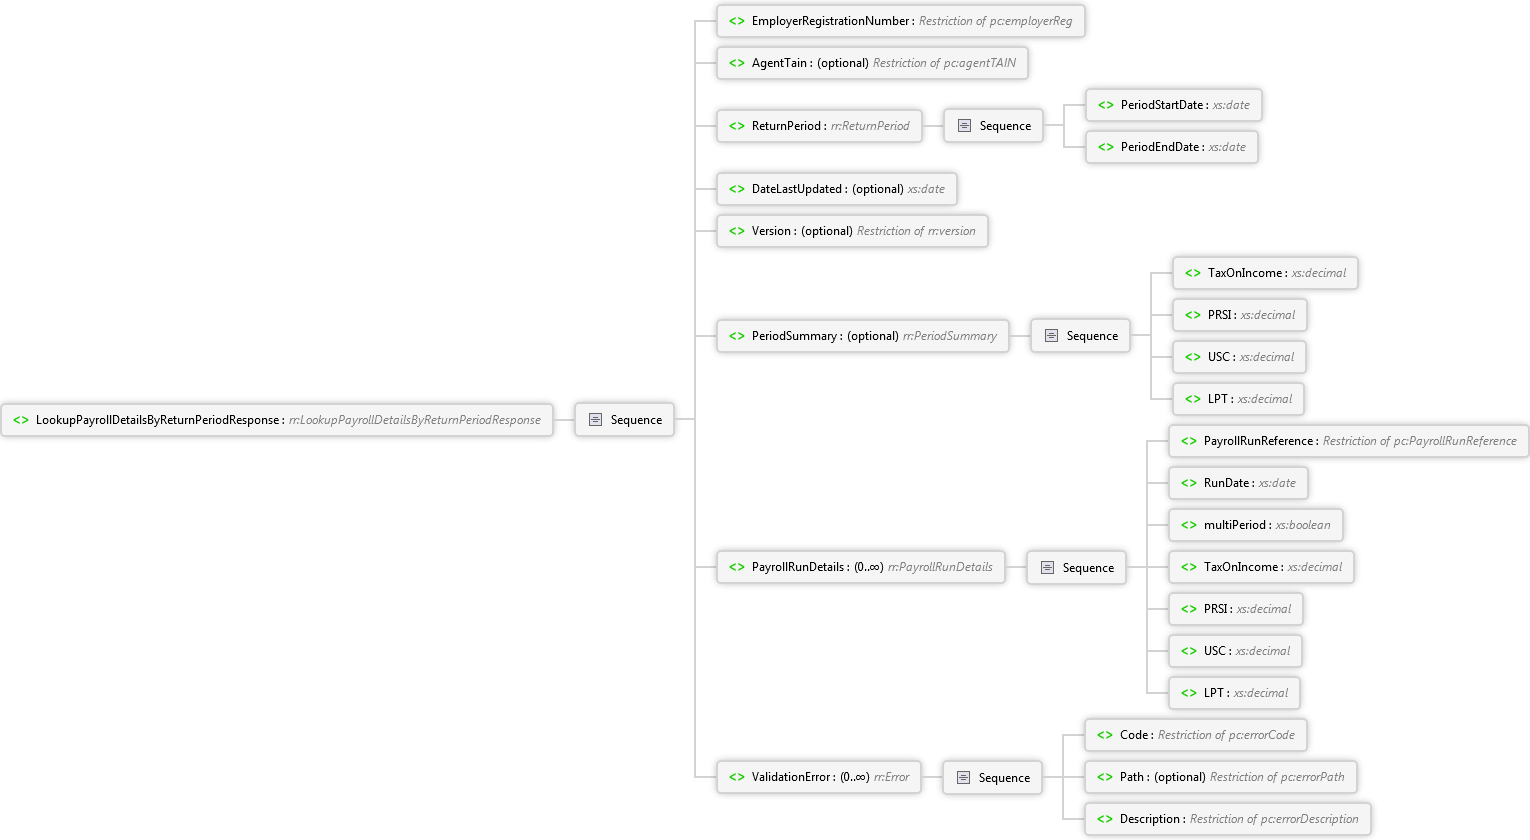 <> EmployerRegistrationNumber : Restriction of pc:employerReg
<> AgentTain : (optional) Restriction of pc:agentTAIN
<> PeriodStartDate : xs:date
<> ReturnPeriod : rr:ReturnPeriod Sequence
<> PeriodEndDate : xs:date
<> DateLastUpdated : (optional) xs:date
<> Version : (optional) Restriction of rr:version
<> TaxOnIncome : xs:decimal
<> PRSI : xs:decimal
<> PeriodSummary : (optional) rr:PeriodSummary Sequence
<> USC : xs:decimal
<> LPT : xs:decimal
<> LookupPayrollDetailsByReturnPeriodResponse : rr:LookupPayrollDetailsByReturnPeriodResponse Sequence
<> PayrollRunReference : Restriction of pc:PayrollRunReference
<> RunDate : xs:date
<> multiPeriod : xs:boolean
<> PayrollRunDetails : (0..∞) rr:PayrollRunDetails Sequence <> TaxOnIncome : xs:decimal
<> PRSI : xs:decimal
<> USC : xs:decimal
<> LPT : xs:decimal
<> Code : Restriction of pc:errorCode
<> ValidationError : (0..∞) rr:Error Sequence <> Path : (optional) Restriction of pc:errorPath
<> Description : Restriction of pc:errorDescription